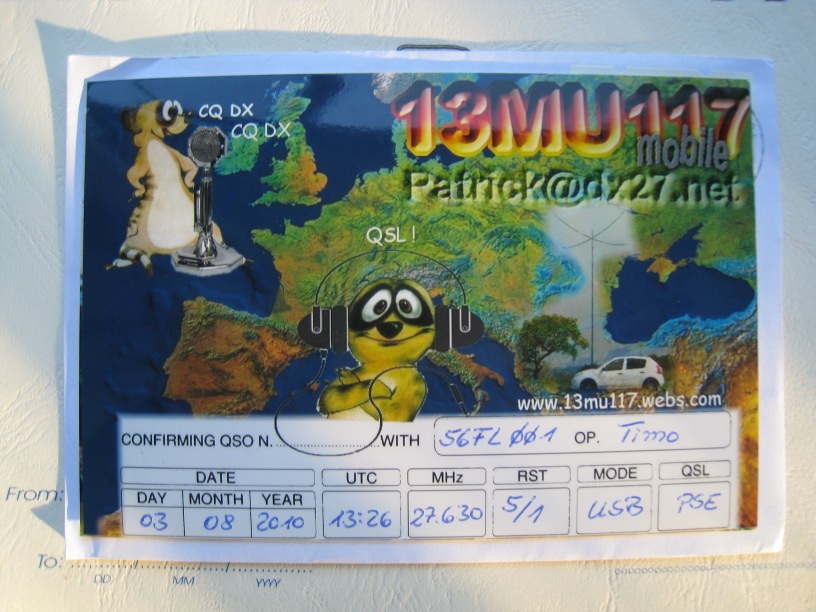 CQ DX
CQ DX
13MU117
mobile
Patrick@dx27.net
QSL!
www.13mu117.webs.com
CONFIRMING QSO N. WITH 56FLØØ1 OP. Timo
DATE UTC MHz RST MODE QSL
DAY MONTH YEAR
03 08 2010 13:26 27.630 5/1 USB PSE
From:
To:
DD MM YYYY